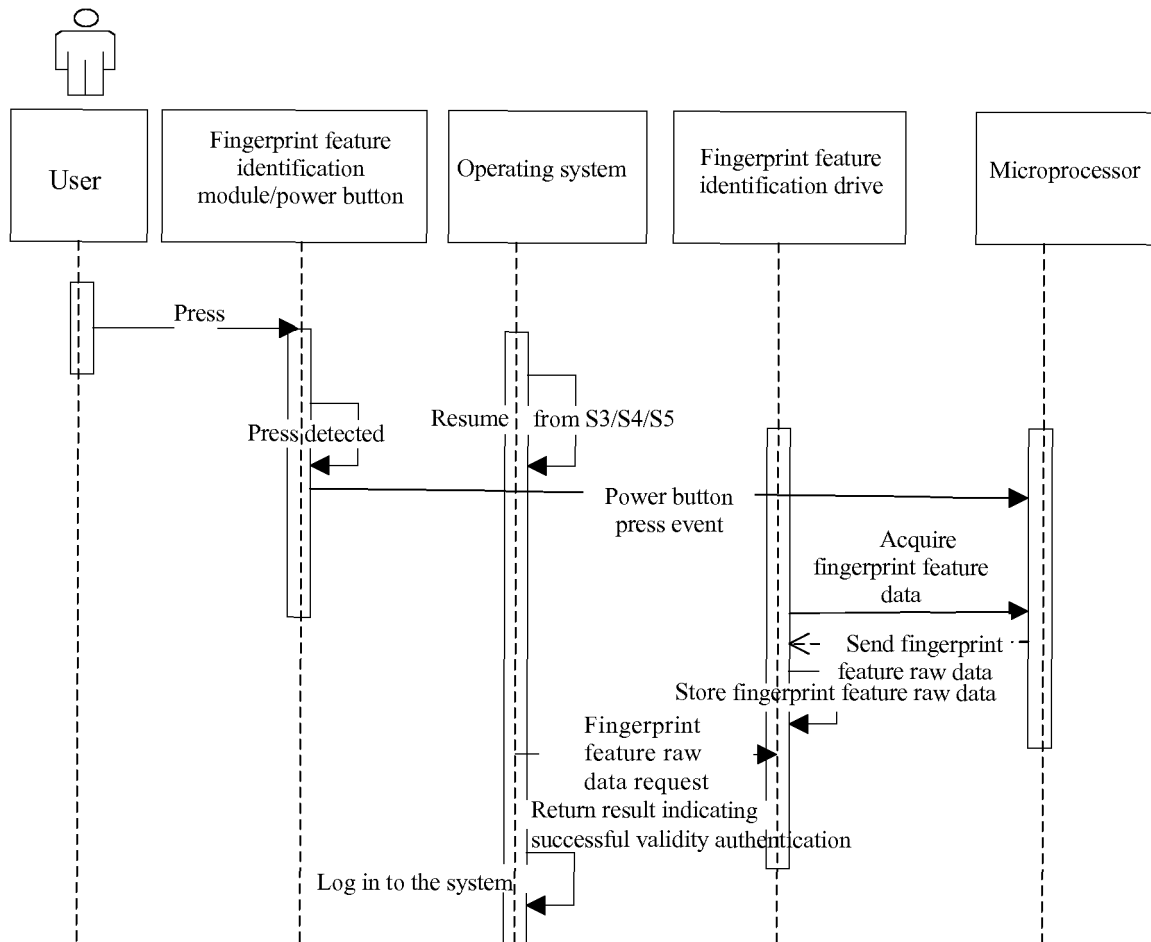 User
Fingerprint feature
identification
module/power button
Operating system
Fingerprint feature
identification drive
Microprocessor
Press
Press detected
Resume from S3/S4/S5
Power button
press event
Acquire
fingerprint feature
data
Send fingerprint
feature raw data
Store fingerprint feature raw data
Fingerprint
feature raw
data request
Return result indicating
successful validity authentication
Log in to the system